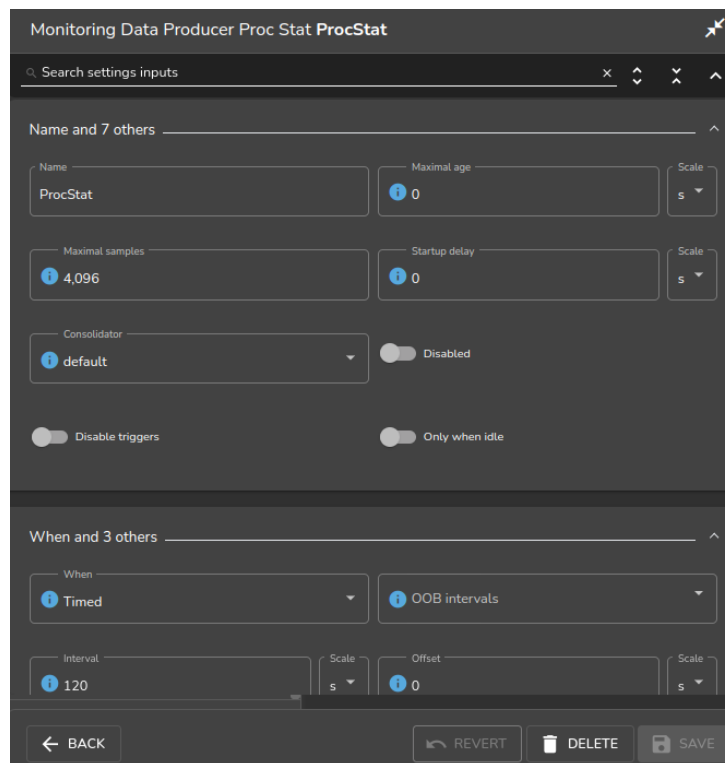 Monitoring Data Producer Proc Stat ProcStat
Search settings inputs
Name and 7 others
Name
ProcStat
Maximal age
0
Scale
s
Maximal samples
4,096
Startup delay
0
Scale
s
Consolidator
default
Disabled
Disable triggers
Only when idle
When and 3 others
When
Timed
OOB intervals
Interval
120
Scale
s
Offset
0
Scale
s
BACK
REVERT
DELETE
SAVE